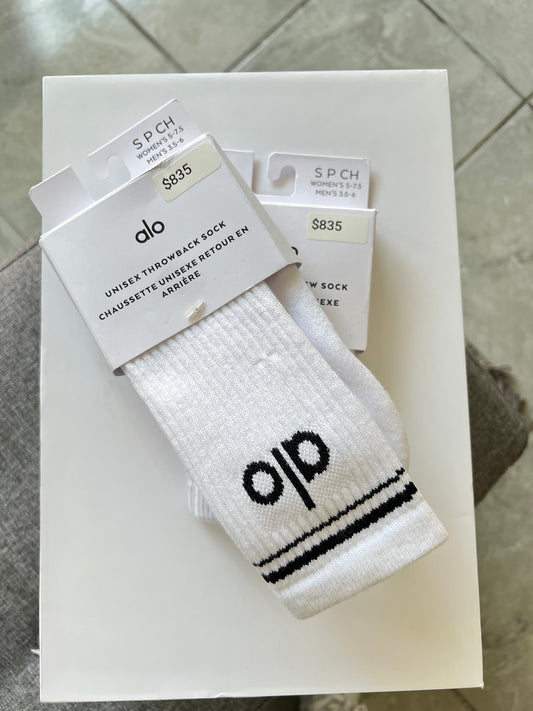 S P CH
WOMEN'S 5-7.5
MEN'S 3.5-6
$835
alo
UNISEX THROWBACK SOCK
CHAUSSETTE UNISEXE RETOUR EN
ARRIÈRE
alo
S P CH
WOMEN'S 5-7.5
MEN'S 3.5-6
$835
SOCK